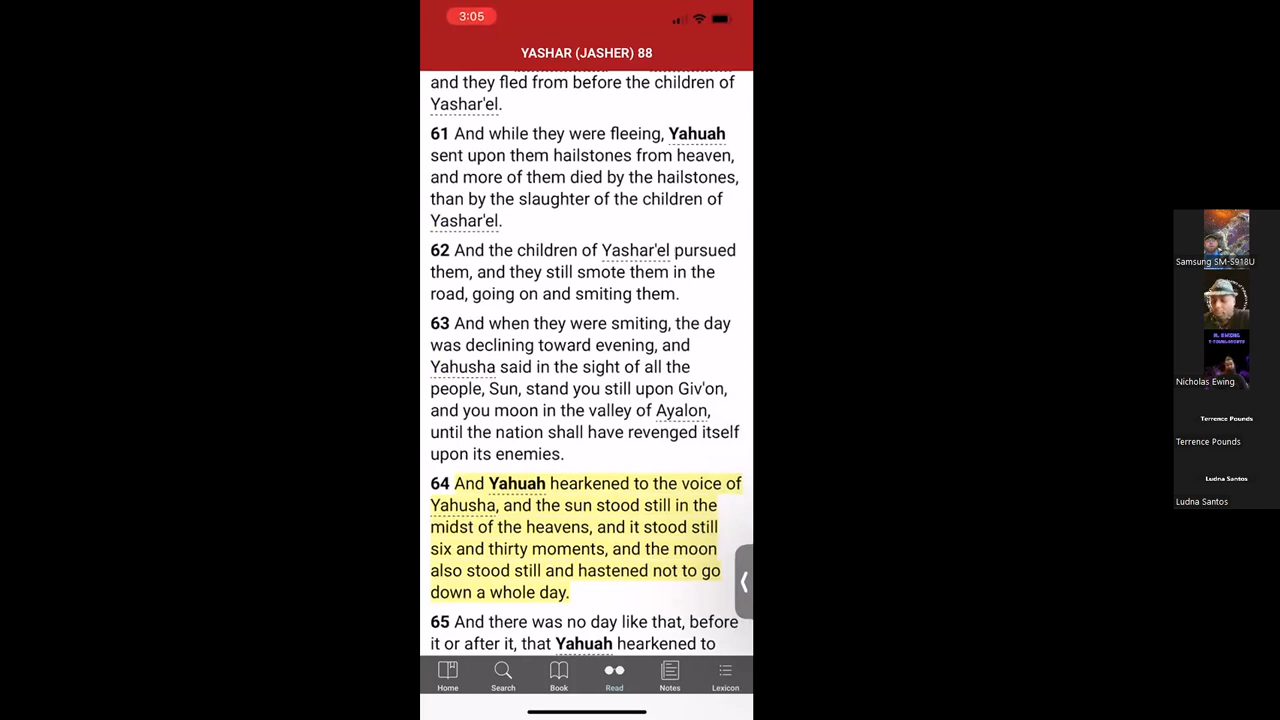 3:05
YASHAR (JASHER) 88
and they fled from before the children of
Yashar'el.
61 And while they were fleeing, Yahuah
sent upon them hailstones from heaven,
and more of them died by the hailstones,
than by the slaughter of the children of
Yashar'el.
62 And the children of Yashar'el pursued
them, and they still smote them in the
road, going on and smiting them.
63 And when they were smiting, the day
was declining toward evening, and
Yahusha said in the sight of all the
people, Sun, stand you still upon Giv'on,
and you moon in the valley of Ayalon,
until the nation shall have revenged itself
upon its enemies.
64 And Yahuah hearkened to the voice of
Yahusha, and the sun stood still in the
midst of the heavens, and it stood still
six and thirty moments, and the moon
also stood still and hastened not to go
down a whole day.
65 And there was no day like that, before
it or after it, that Yahuah hearkened to
Home Search Book Read Notes Lexicon
Samsung SM-S918U
Nicholas Ewing
Terrence Pounds
Terrence Pounds
Ludna Santos
Ludna Santos